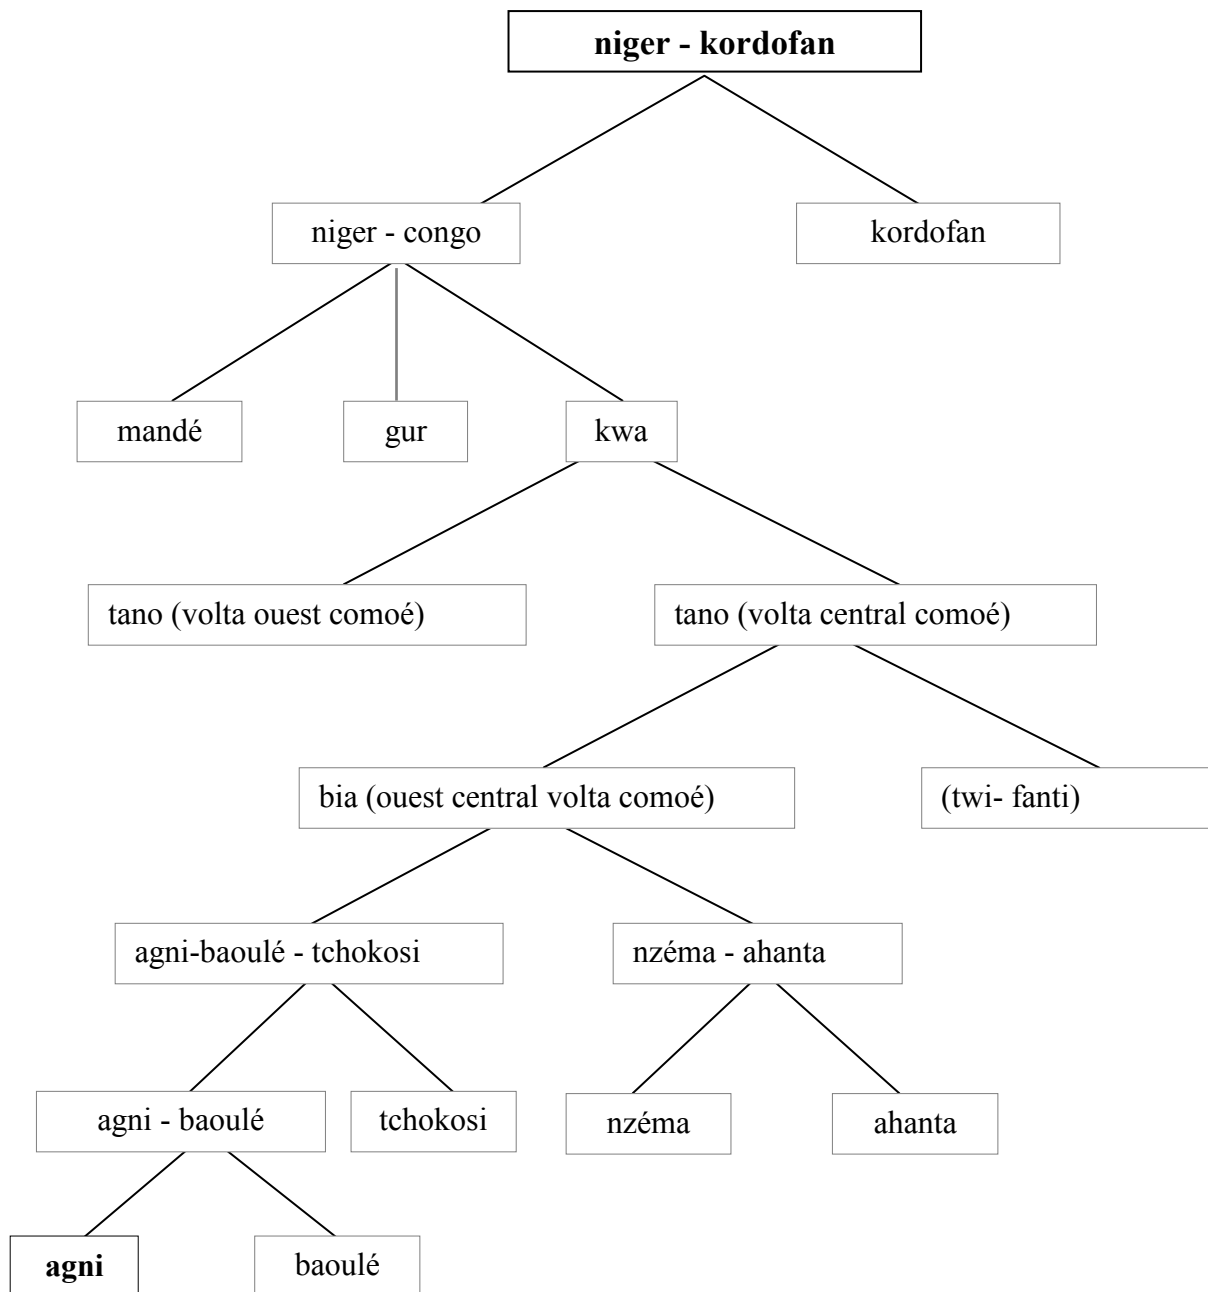 niger - kordofan
niger - congo
kordofan
mandé
gur
kwa
tano (volta ouest comoé)
tano (volta central comoé)
bia (ouest central volta comoé)
(twi- fanti)
agni-baoulé - tchokosi
nzéma - ahanta
agni - baoulé
tchokosi
nzéma
ahanta
agni
baoulé